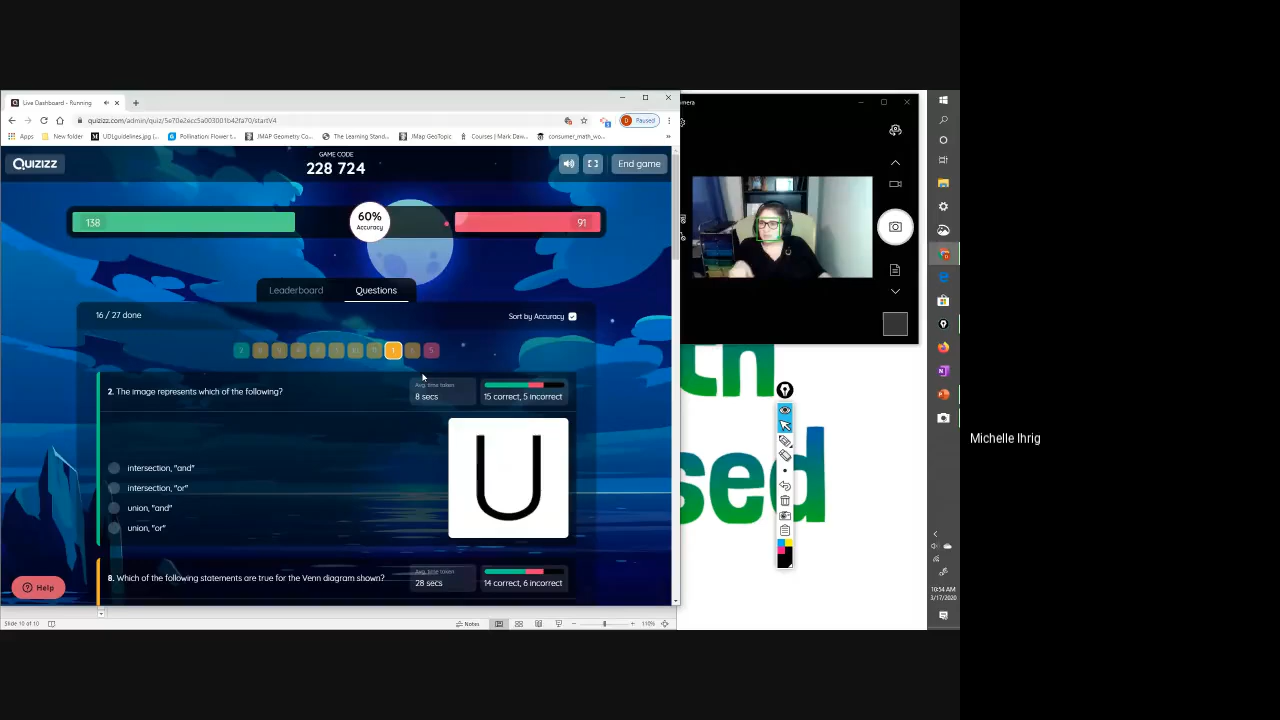 Live Dashboard - Running
quizizz.com/admin/quiz/5e70e2ecc5a003001b42fa70/startV4
Paused
Apps
New folder
UDLguidelines.jpg (...
Pollination Flower t...
JMAP Geometry Co...
The Learning Stand...
JMap GeoTopic
Courses | Mark Daw...
consumer_math_wo...
Quizizz
GAME CODE
228 724
End game
138
60%
Accuracy
91
Leaderboard
Questions
16 / 27 done
Sort by Accuracy
2. The image represents which of the following?
Avg. time taken
8 secs
15 correct, 5 incorrect
intersection, "and"
intersection, "or"
union, "and"
union, "or"
U
8. Which of the following statements are true for the Venn diagram shown?
Avg. time taken
28 secs
14 correct, 6 incorrect
Help
Slide 10 of 10
Notes
110%
mera
th
sed
10:54 AM
3/17/2020
Michelle Ihrig